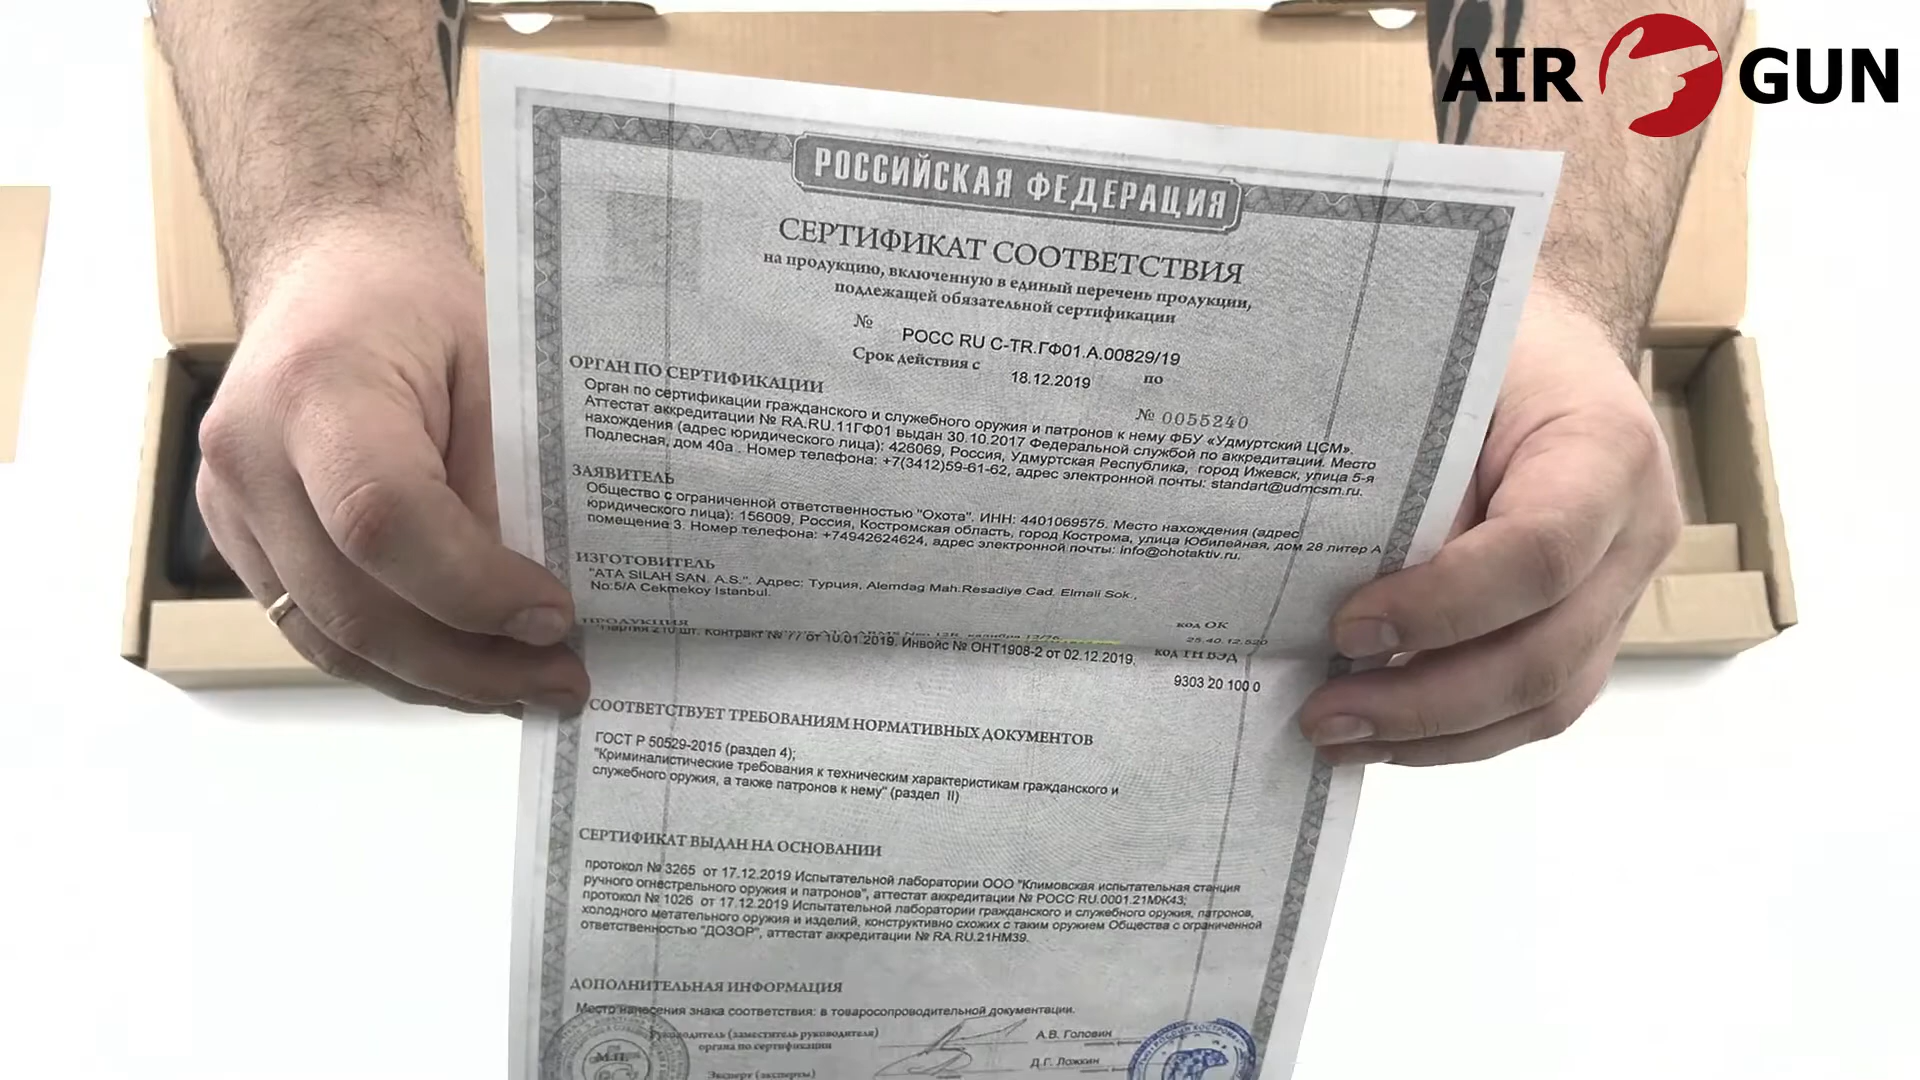 AIR GUN
РОССИЙСКАЯ ФЕДЕРАЦИЯ
СЕРТИФИКАТ СООТВЕТСТВИЯ
на продукцию, включенную в единый перечень продукции,
подлежащей обязательной сертификации
№ РОСС RU C-TR.ГФ01.А.00829/19
Срок действия с 18.12.2019 по
№ 0055240
ОРГАН ПО СЕРТИФИКАЦИИ
Орган по сертификации гражданского и служебного оружия и патронов к нему ФБУ «Удмуртский ЦСМ».
Аттестат аккредитации № RA.RU.11ГФ01 выдан 30.10.2017 Федеральной службой по аккредитации. Место
нахождения (адрес юридического лица): 426069, Россия, Удмуртская Республика, город Ижевск, улица 5-я
Подлесная, дом 40а . Номер телефона: +7(3412)59-61-62, адрес электронной почты: standart@udmcsm.ru.
ЗАЯВИТЕЛЬ
Общество с ограниченной ответственностью "Охота". ИНН: 4401069575. Место нахождения (адрес
юридического лица): 156009, Россия, Костромская область, город Кострома, улица Юбилейная, дом 28 литер А
помещение 3. Номер телефона: +74942624624, адрес электронной почты: info@ohotaktiv.ru.
ИЗГОТОВИТЕЛЬ
"ATA SILAH SAN. A.S.". Адрес: Турция, Alemdag Mah.Resadiye Cad. Elmali Sok.,
No:5/A Cekmekoy Istanbul.
ПРОДУКЦИЯ
код ОК
25.40.12.520
Партия 210 шт. Контракт № 77 от 10.01.2019. Инвойс № OHT1908-2 от 02.12.2019.
код ТН ВЭД
9303 20 100 0
СООТВЕТСТВУЕТ ТРЕБОВАНИЯМ НОРМАТИВНЫХ ДОКУМЕНТОВ
ГОСТ Р 50529-2015 (раздел 4);
"Криминалистические требования к техническим характеристикам гражданского и
служебного оружия, а также патронов к нему" (раздел II)
СЕРТИФИКАТ ВЫДАН НА ОСНОВАНИИ
протокол № 3265 от 17.12.2019 Испытательной лаборатории ООО "Климовская испытательная станция
ручного огнестрельного оружия и патронов", аттестат аккредитации № РОСС RU.0001.21МЖ43;
протокол № 1026 от 17.12.2019 Испытательной лаборатории гражданского и служебного оружия, патронов,
холодного метательного оружия и изделий, конструктивно схожих с таким оружием Общества с ограниченной
ответственностью "ДОЗОР", аттестат аккредитации № RA.RU.21НМ39.
ДОПОЛНИТЕЛЬНАЯ ИНФОРМАЦИЯ
Место нанесения знака соответствия: в товаросопроводительной документации.
Руководитель (заместитель руководителя)
органа по сертификации
А.В. Головин
М.П.
Эксперт (эксперты)
Д.Г. Ложкин